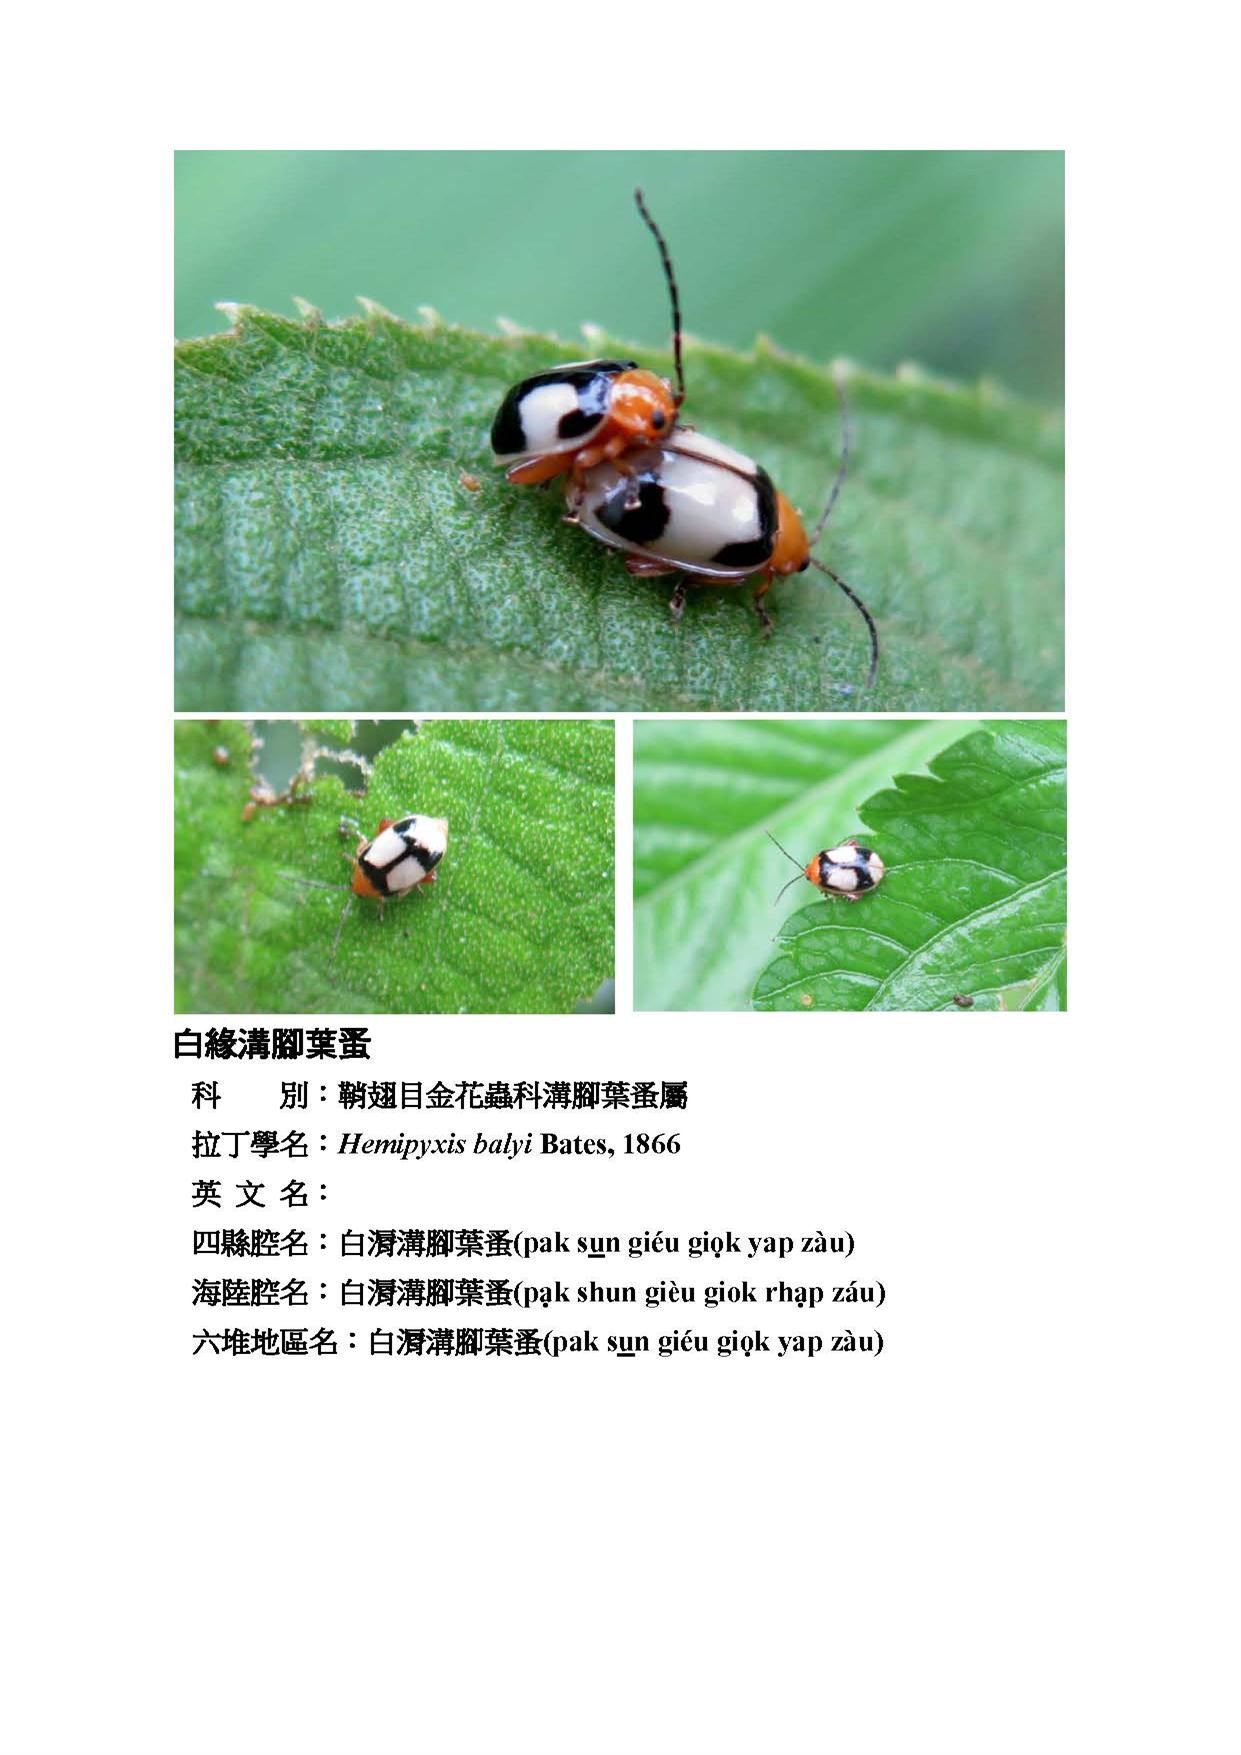 白緣溝腳葉蚤
科　　別：鞘翅目金花蟲科溝腳葉蚤屬
拉丁學名：Hemipyxis balyi Bates, 1866
英 文 名：
四縣腔名：白漘溝腳葉蚤(pak su̲n giéu giọk yap zàu)
海陸腔名：白漘溝腳葉蚤(pạk shun gièu giok rhạp záu)
六堆地區名：白漘溝腳葉蚤(pak su̲n giéu giọk yap zàu)